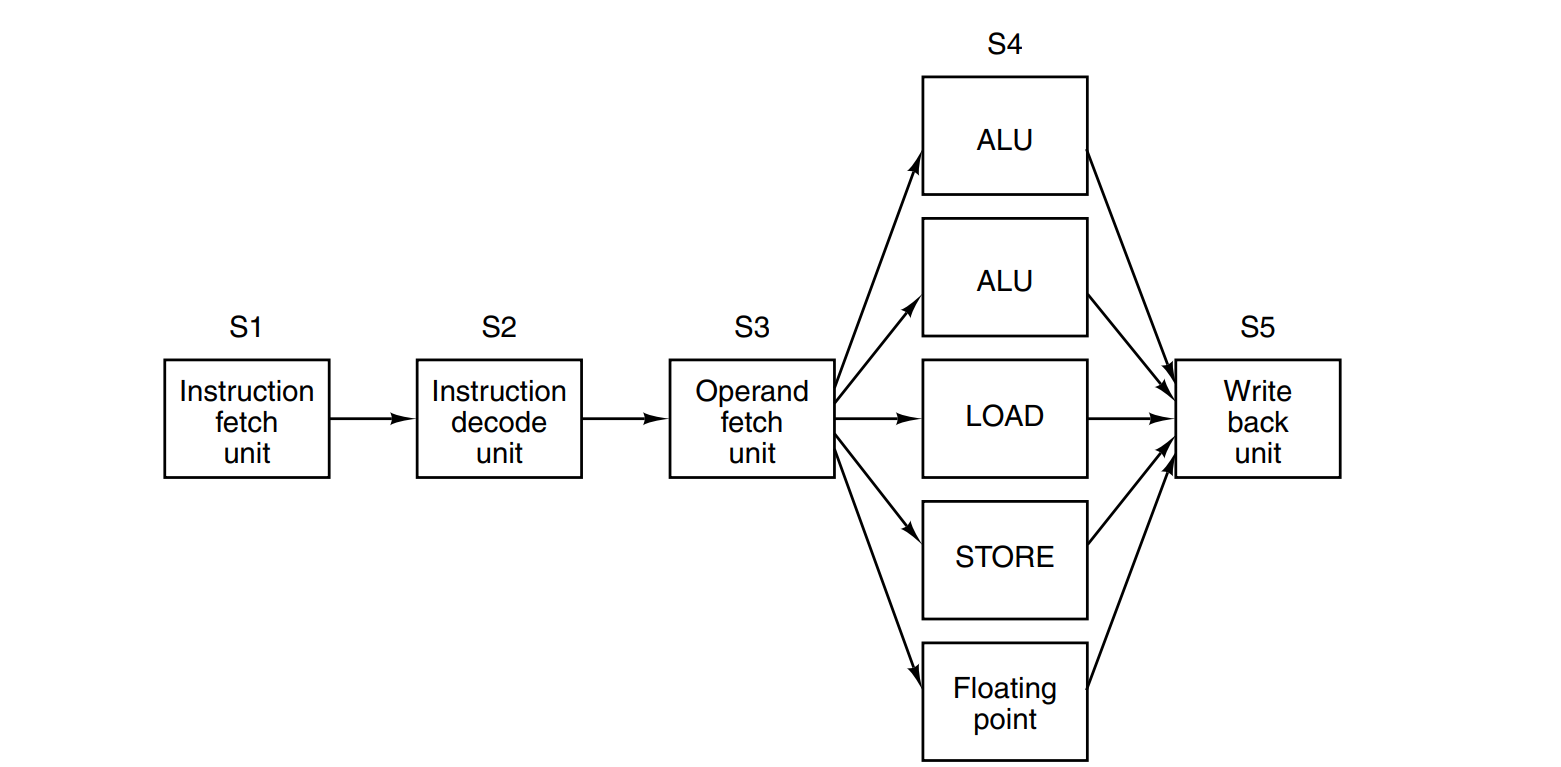 S4
ALU
ALU
S1
S2
S3
S5
Instruction
fetch
unit
Instruction
decode
unit
Operand
fetch
unit
LOAD
Write
back
unit
STORE
Floating
point